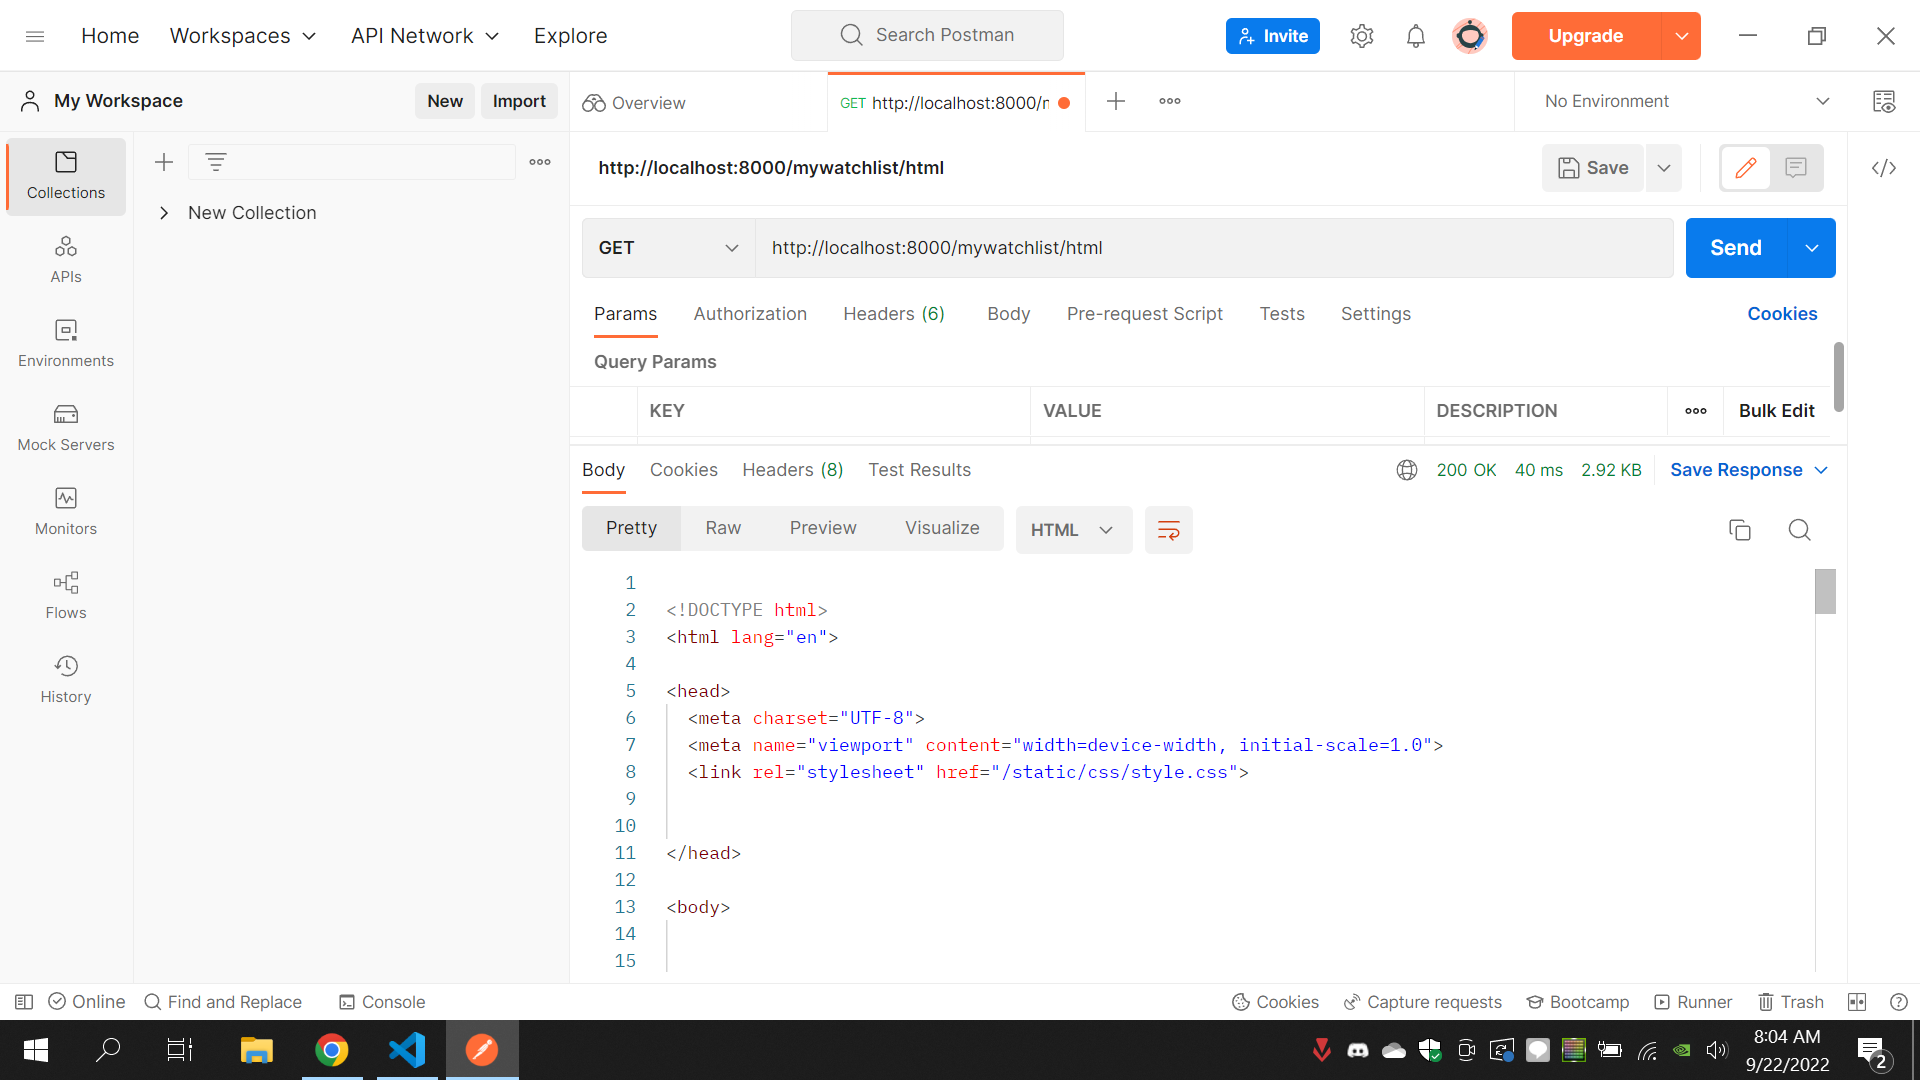 Home Workspaces API Network Explore Search Postman Invite Upgrade
My Workspace New Import Overview GET http://localhost:8000/m No Environment
Collections
APIs
Environments
Mock Servers
Monitors
Flows
History
New Collection
http://localhost:8000/mywatchlist/html Save
GET http://localhost:8000/mywatchlist/html Send
Params Authorization Headers (6) Body Pre-request Script Tests Settings Cookies
Query Params
KEY VALUE DESCRIPTION Bulk Edit
Body Cookies Headers (8) Test Results 200 OK 40 ms 2.92 KB Save Response
Pretty Raw Preview Visualize HTML
1
2 <!DOCTYPE html>
3 <html lang="en">
4
5 <head>
6 <meta charset="UTF-8">
7 <meta name="viewport" content="width=device-width, initial-scale=1.0">
8 <link rel="stylesheet" href="/static/css/style.css">
9
10
11 </head>
12
13 <body>
14
15
Online Find and Replace Console Cookies Capture requests Bootcamp Runner Trash
8:04 AM
9/22/2022
2